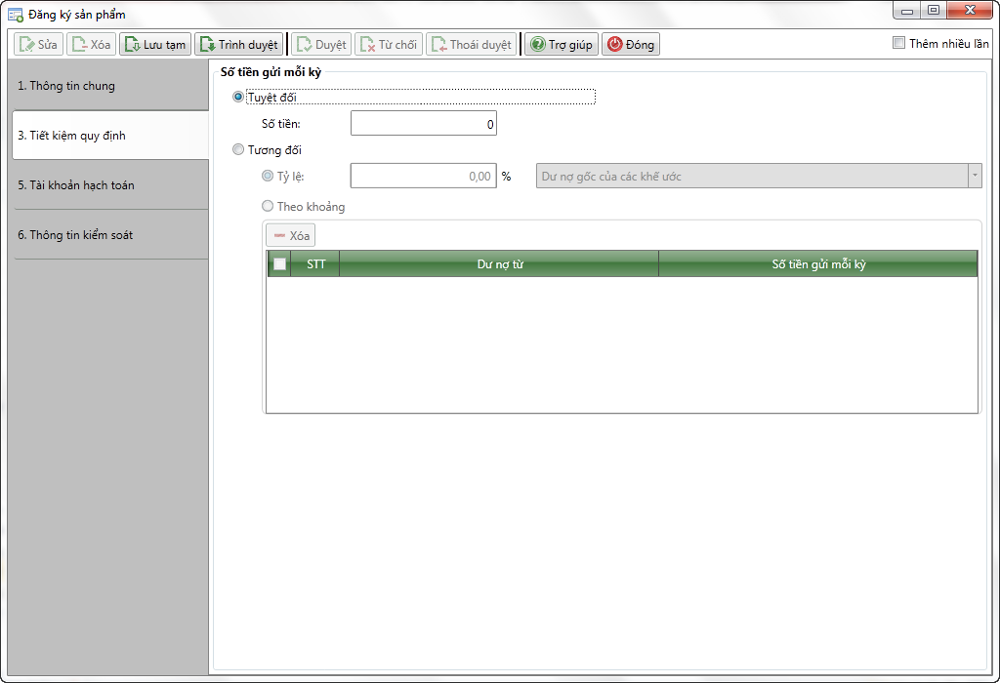 Đăng ký sản phẩm
Sửa Xóa Lưu tạm Trình duyệt Duyệt Từ chối Thoái duyệt Trợ giúp Đóng Thêm nhiều lần
1. Thông tin chung
3. Tiết kiệm quy định
5. Tài khoản hạch toán
6. Thông tin kiểm soát
Số tiền gửi mỗi kỳ
Tuyệt đối
Số tiền: 0
Tương đối
Tỷ lệ: 0,00 % Dư nợ gốc của các khế ước
Theo khoảng
Xóa
STT Dư nợ từ Số tiền gửi mỗi kỳ